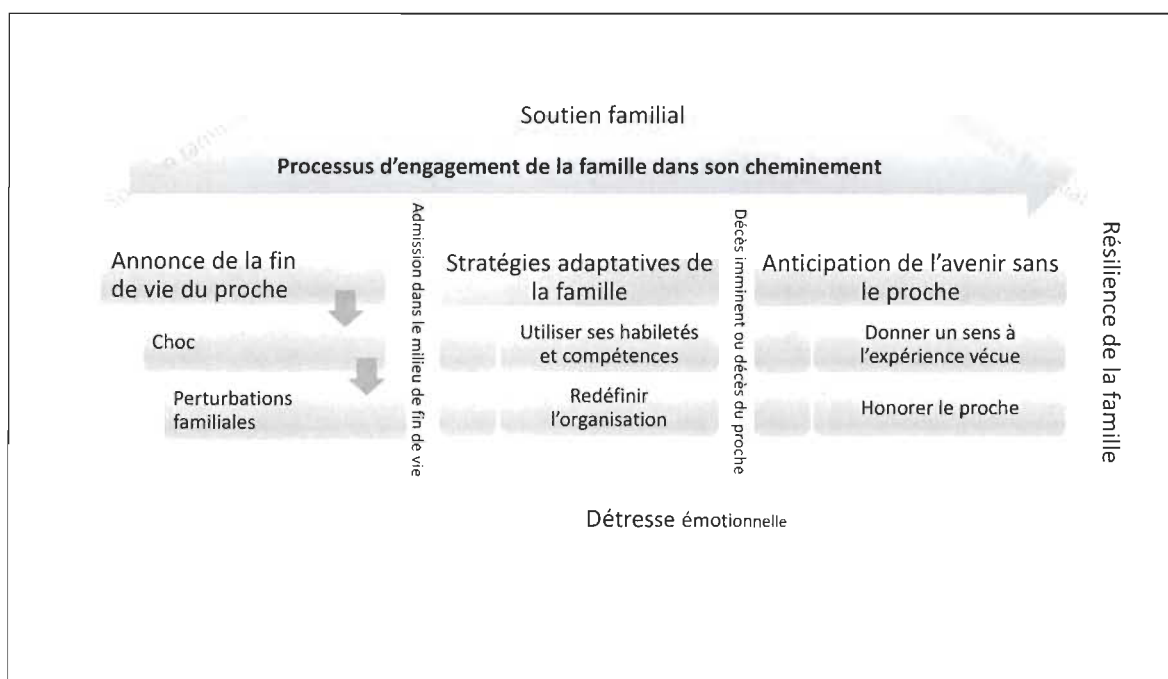 Soutien familial
Processus d'engagement de la famille dans son cheminement
Annonce de la fin
de vie du proche
Choc
Perturbations
familiales
Admission dans le milieu de fin de vie
Stratégies adaptatives de
la famille
Utiliser ses habiletés
et compétences
Redéfinir
l'organisation
Décès imminent ou décès du proche
Anticipation de l'avenir sans
le proche
Donner un sens à
l'expérience vécue
Honorer le proche
Résilience de la famille
Détresse émotionnelle